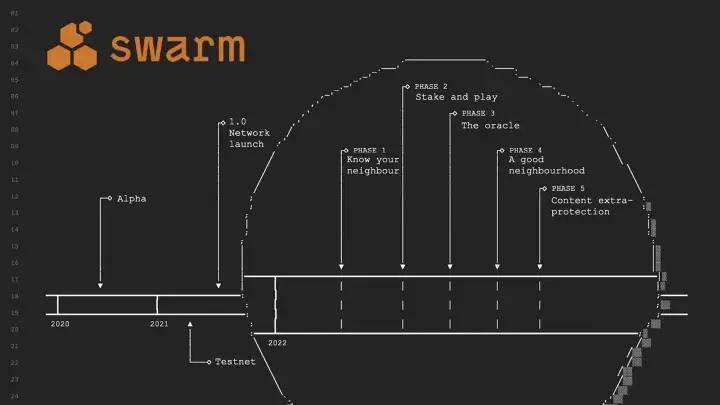 swarm
01
02
03
04
05
06
07
08
09
10
11
12
13
14
15
16
17
18
19
20
21
22
23
24
PHASE 2
Stake and play
PHASE 3
The oracle
1.0
Network
launch
PHASE 1
Know your
neighbour
PHASE 4
A good
neighbourhood
PHASE 5
Content extra-
protection
Alpha
2020
2021
2022
Testnet